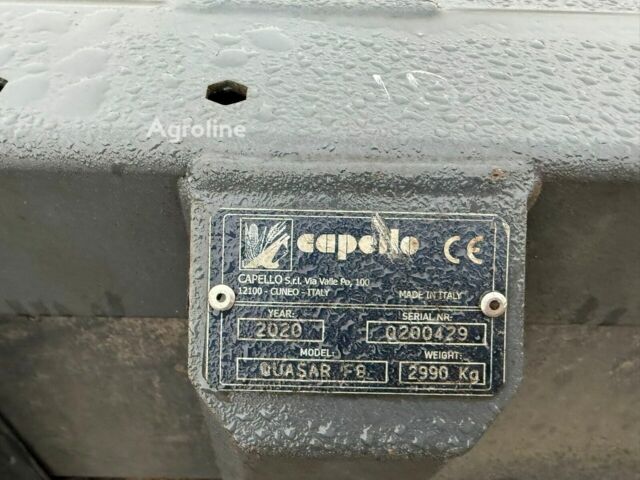 10
Agroline
capello CE
CAPELLO S.r.l. Via Valle Po, 100
12100 - CUNEO - ITALY MADE IN ITALY
YEAR: SERIAL NR:
2020 Q200429
MODEL: WEIGHT:
QUASAR F8 2990 Kg